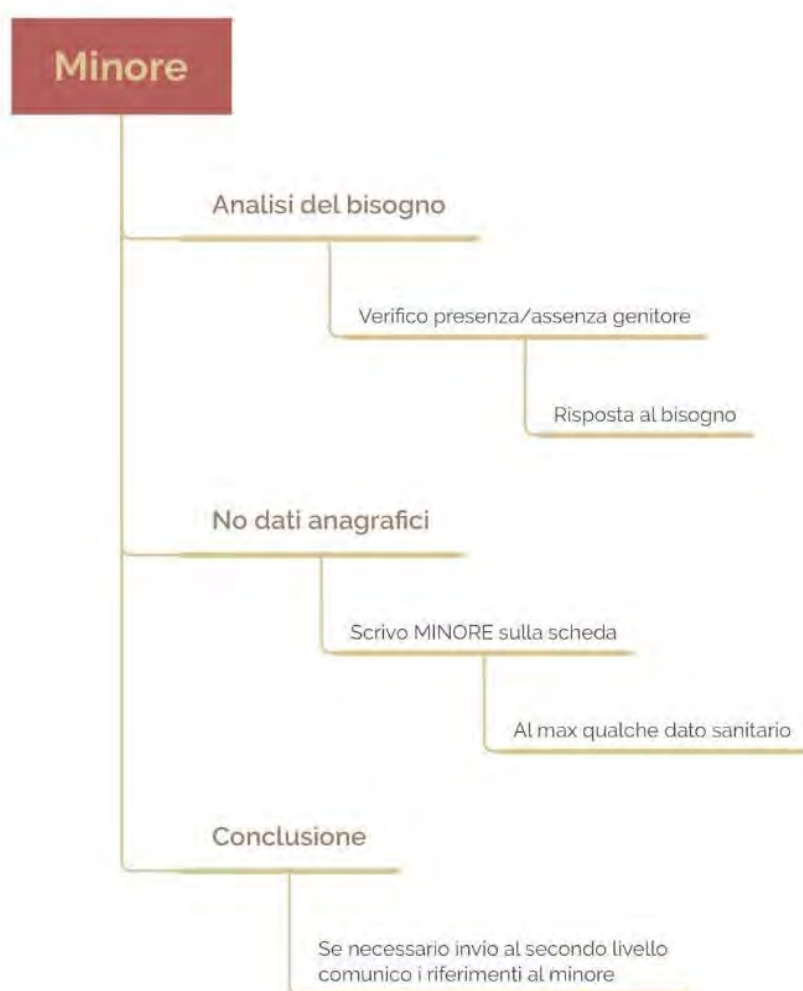 Minore
Analisi del bisogno
Verifico presenza/assenza genitore
Risposta al bisogno
No dati anagrafici
Scrivo MINORE sulla scheda
Al max qualche dato sanitario
Conclusione
Se necessario invio al secondo livello
comunico i riferimenti al minore